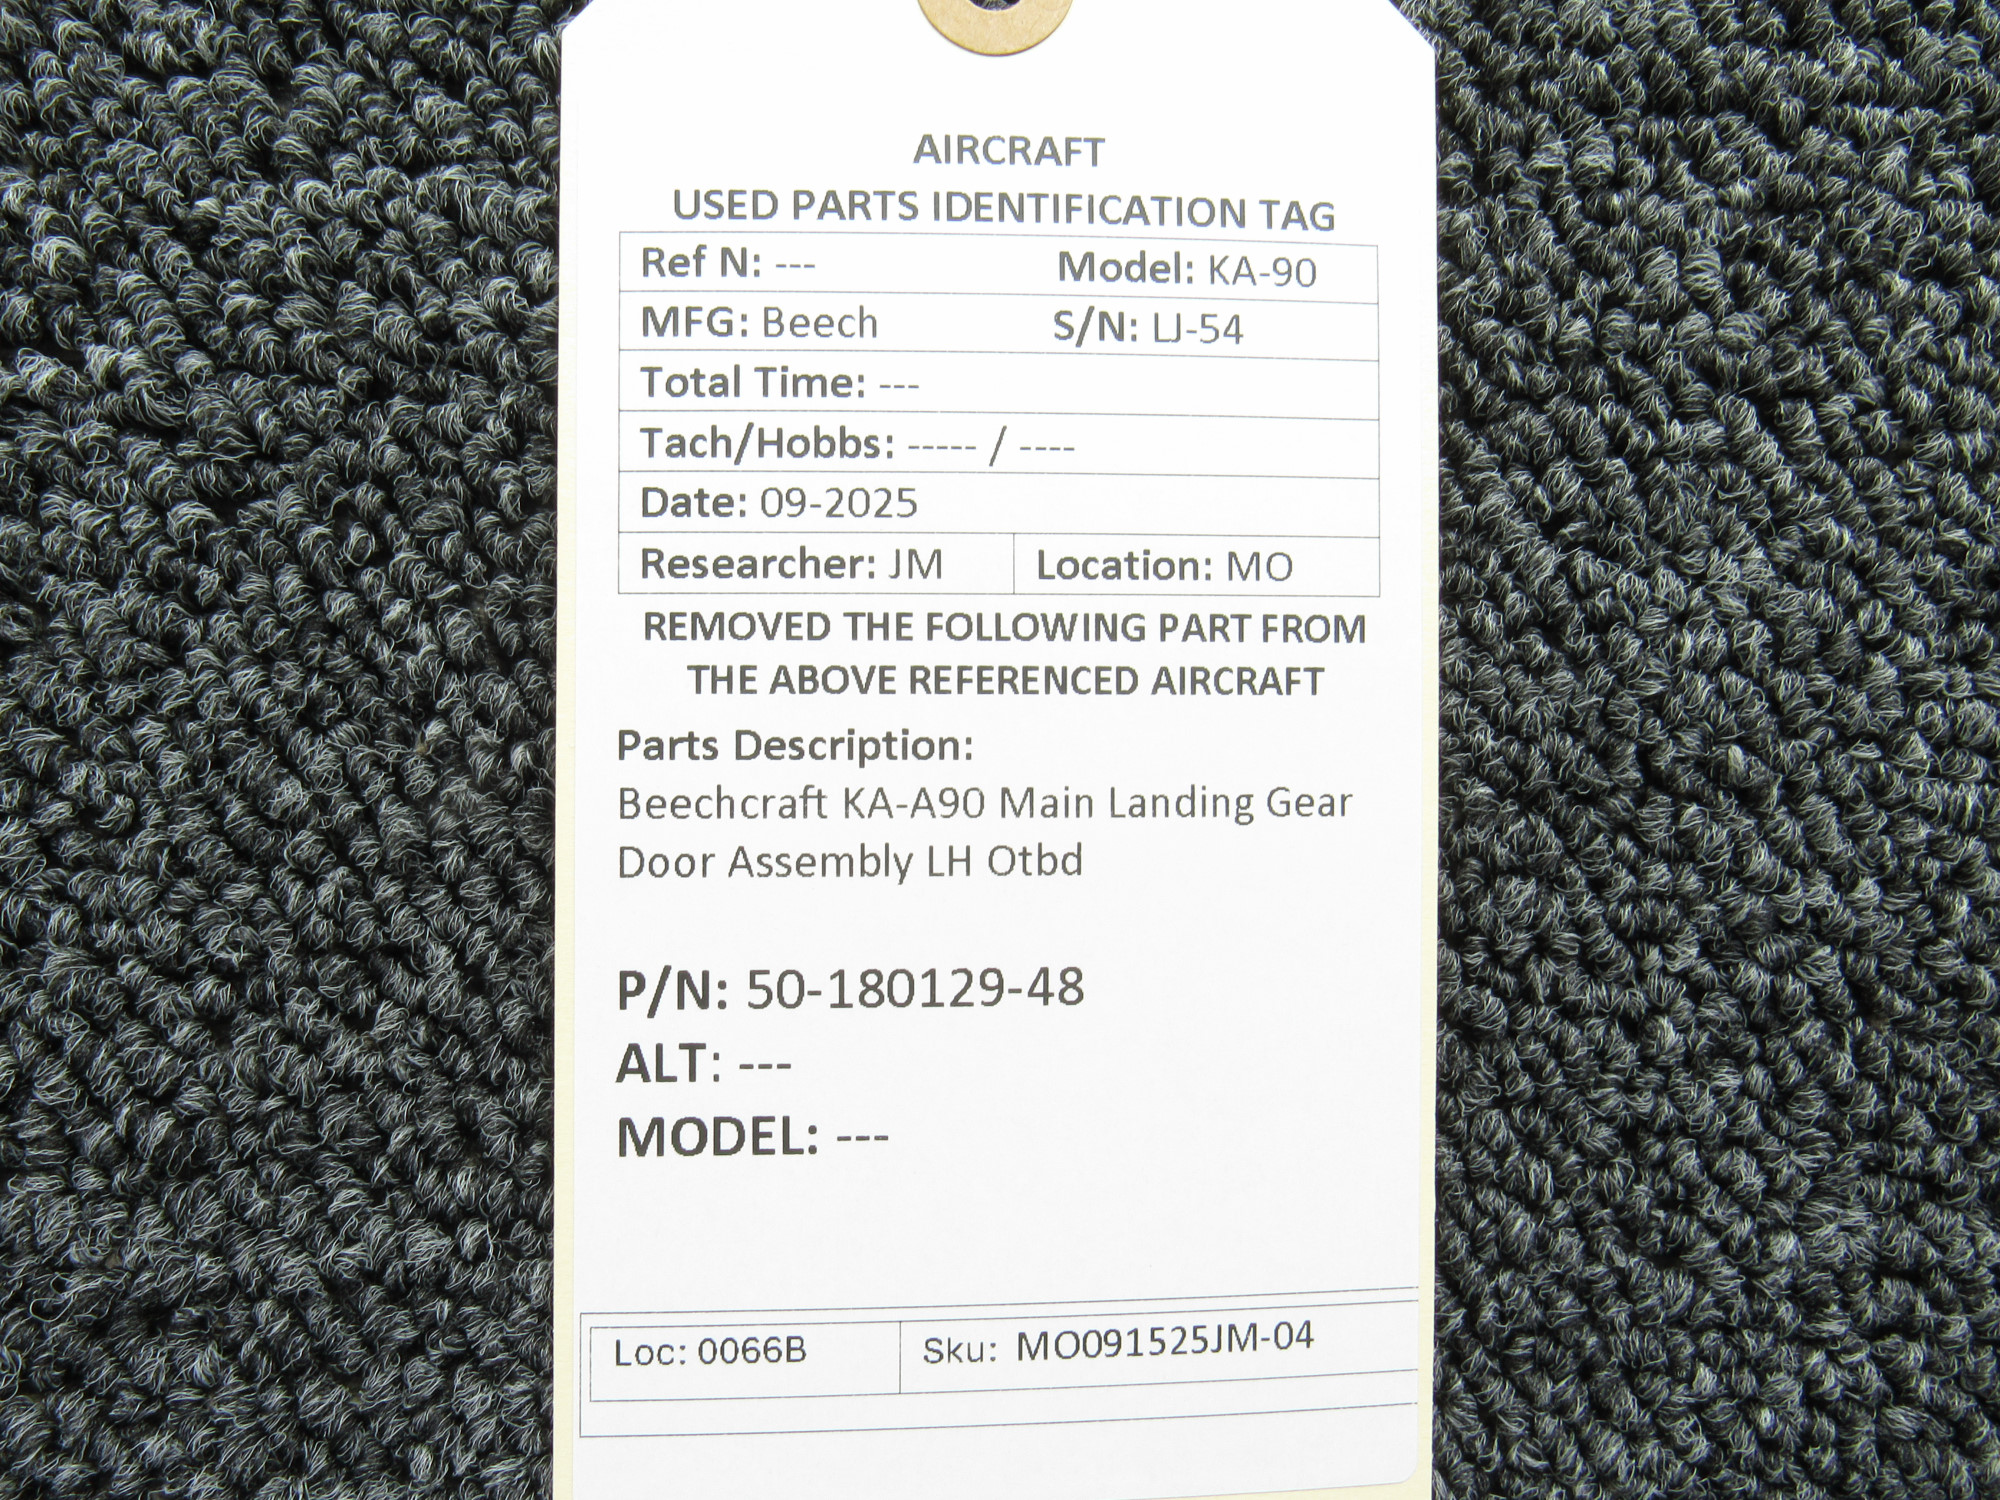 AIRCRAFT
USED PARTS IDENTIFICATION TAG
Ref N: --- Model: KA-90
MFG: Beech S/N: LJ-54
Total Time: ---
Tach/Hobbs: ----- / ----
Date: 09-2025
Researcher: JM Location: MO
REMOVED THE FOLLOWING PART FROM
THE ABOVE REFERENCED AIRCRAFT
Parts Description:
Beechcraft KA-A90 Main Landing Gear
Door Assembly LH Otbd
P/N: 50-180129-48
ALT: ---
MODEL: ---
Loc: 0066B Sku: MO091525JM-04